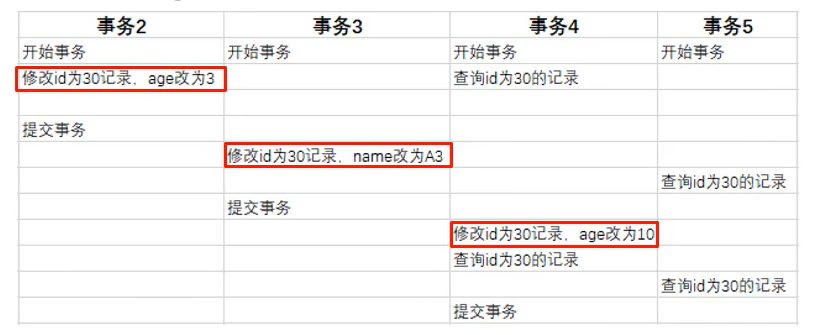 事务2 事务3 事务4 事务5
开始事务 开始事务 开始事务 开始事务
修改id为30记录，age改为3 查询id为30的记录
提交事务
修改id为30记录，name改为A3
查询id为30的记录
提交事务
修改id为30记录，age改为10
查询id为30的记录
查询id为30的记录
提交事务